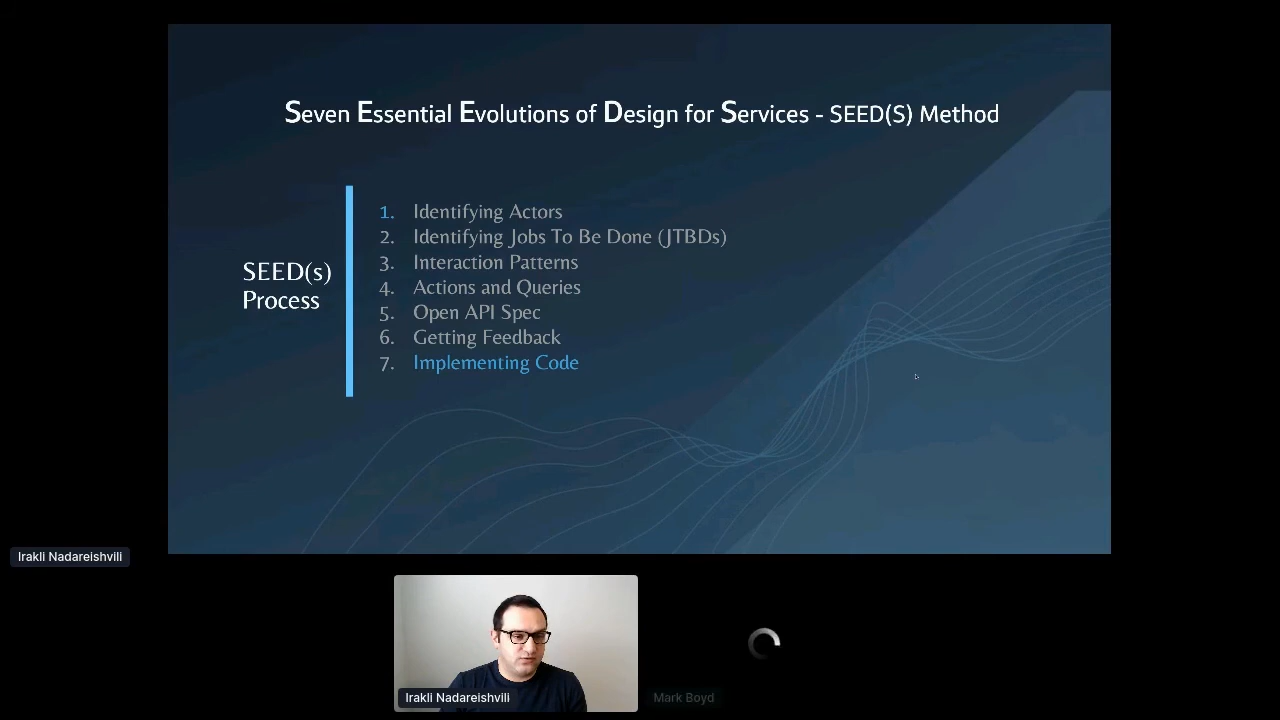 Seven Essential Evolutions of Design for Services - SEED(S) Method
SEED(s)
Process
1. Identifying Actors
2. Identifying Jobs To Be Done (JTBDs)
3. Interaction Patterns
4. Actions and Queries
5. Open API Spec
6. Getting Feedback
7. Implementing Code
Irakli Nadareishvili
Irakli Nadareishvili
Mark Boyd